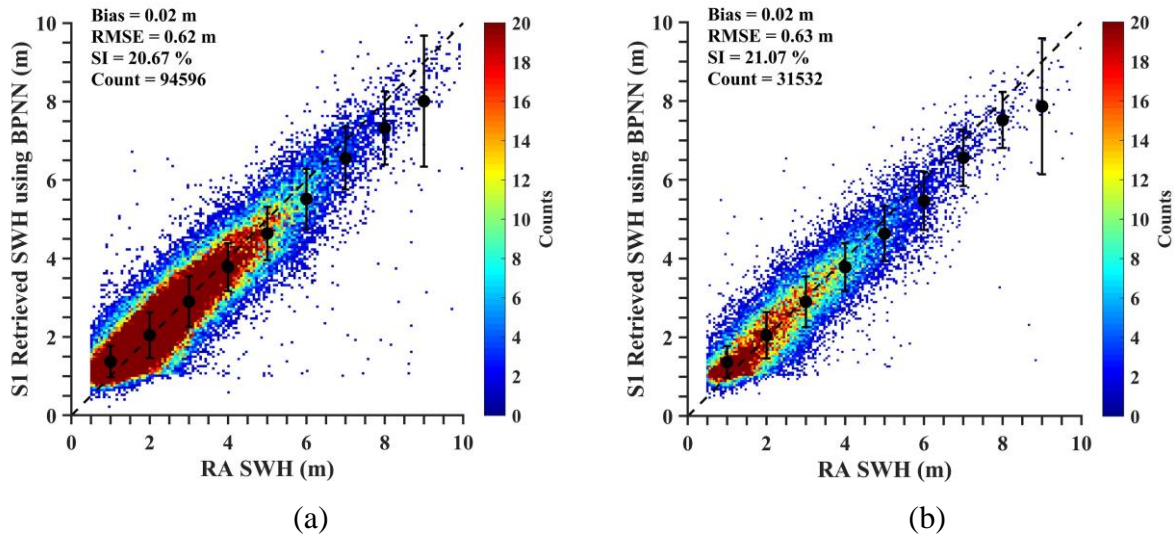 Bias = 0.02 m
RMSE = 0.62 m
SI = 20.67 %
Count = 94596
S1 Retrieved SWH using BPNN (m)
10
8
6
4
2
0
0 2 4 6 8 10
RA SWH (m)
20
18
16
14
12
10
8
6
4
2
0
Counts
(a)
Bias = 0.02 m
RMSE = 0.63 m
SI = 21.07 %
Count = 31532
S1 Retrieved SWH using BPNN (m)
10
8
6
4
2
0
0 2 4 6 8 10
RA SWH (m)
20
18
16
14
12
10
8
6
4
2
0
Counts
(b)